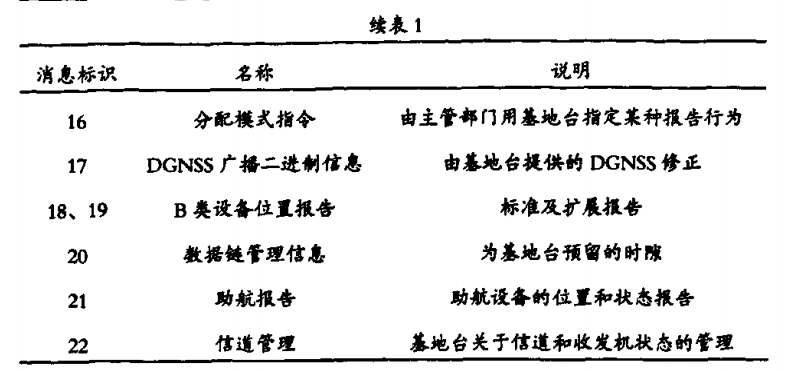 续表 1
消息标识 名称 说明
16 分配模式指令 由主管部门用基地台指定某种报告行为
17 DGNSS 广播二进制信息 由基地台提供的 DGNSS 修正
18、19 B 类设备位置报告 标准及扩展报告
20 数据链管理信息 为基地台预留的时隙
21 助航报告 助航设备的位置和状态报告
22 信道管理 基地台关于信道和收发机状态的管理